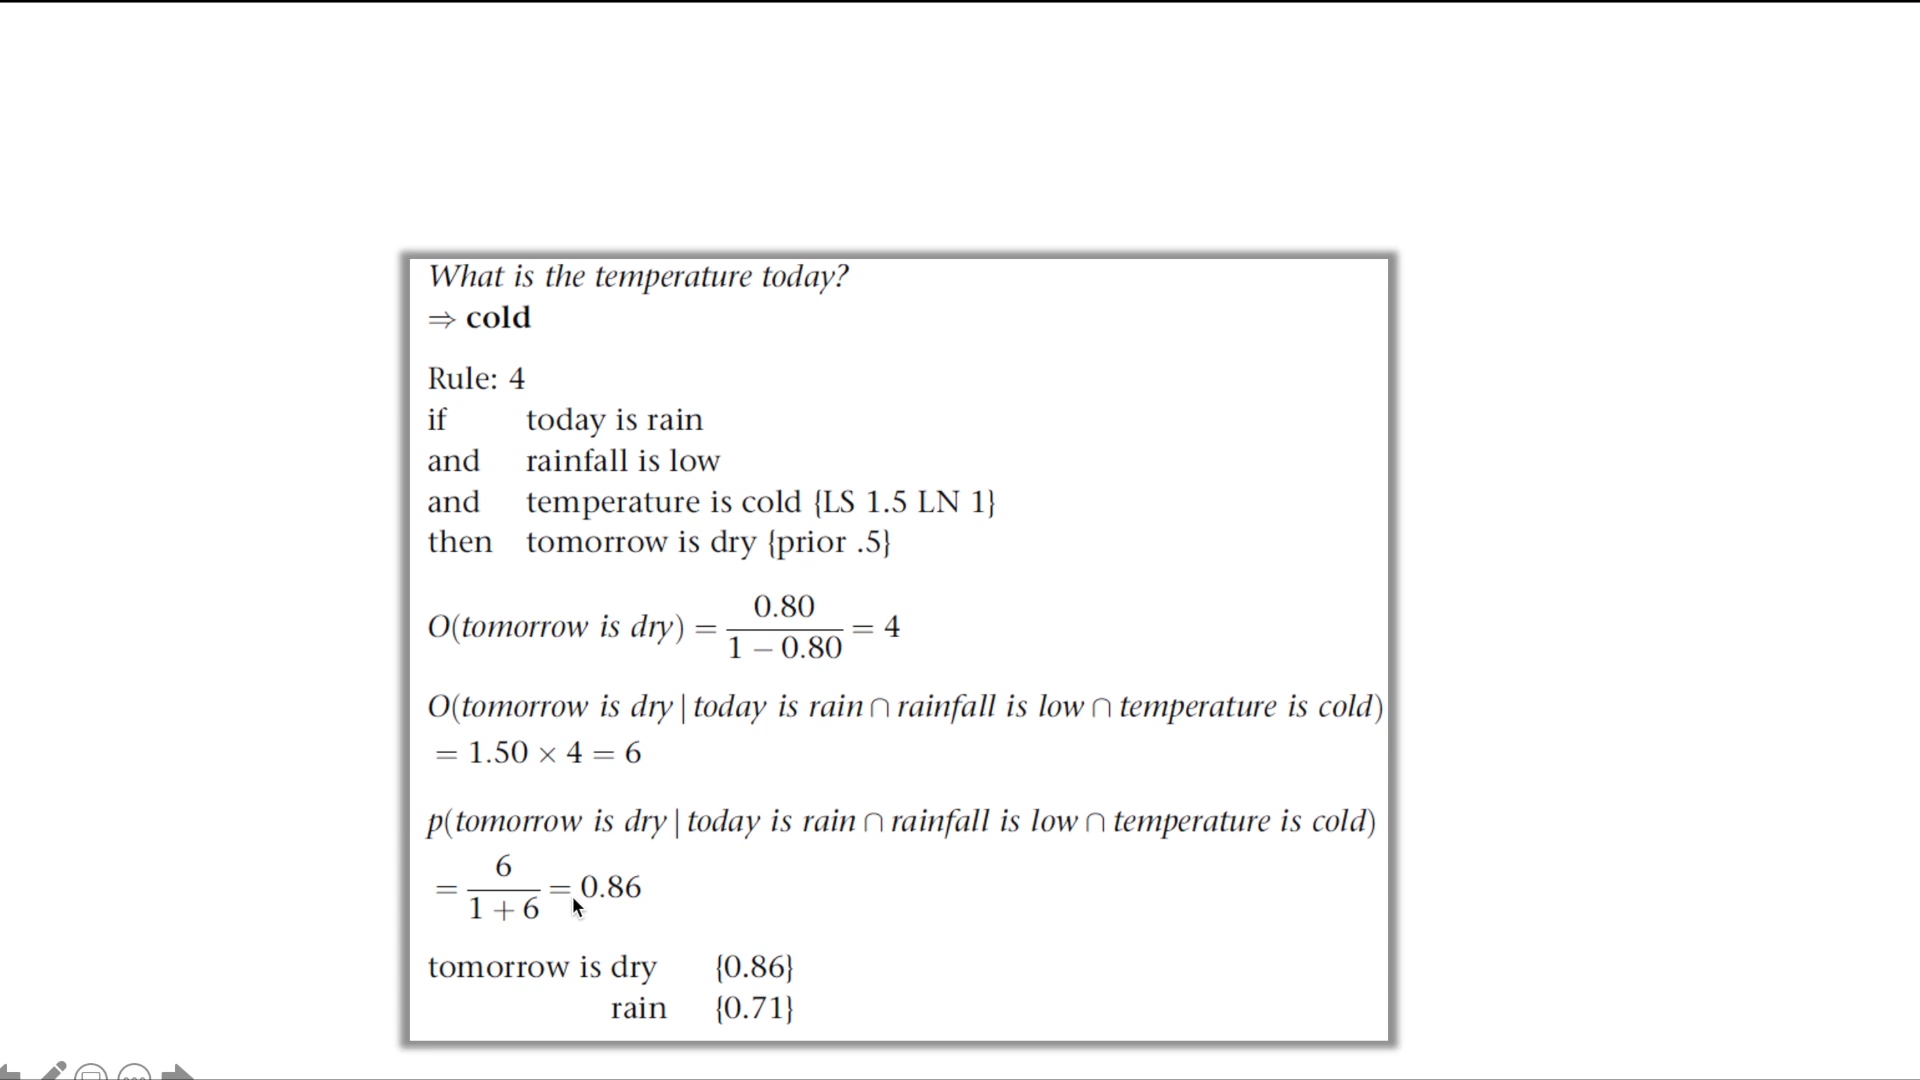 What is the temperature today?
⇒ cold
Rule: 4
if today is rain
and rainfall is low
and temperature is cold {LS 1.5 LN 1}
then tomorrow is dry {prior .5}
O(tomorrow is dry) = 0.80 / (1 − 0.80) = 4
O(tomorrow is dry | today is rain ∩ rainfall is low ∩ temperature is cold)
= 1.50 × 4 = 6
p(tomorrow is dry | today is rain ∩ rainfall is low ∩ temperature is cold)
= 6 / (1 + 6) = 0.86
tomorrow is dry {0.86}
rain {0.71}